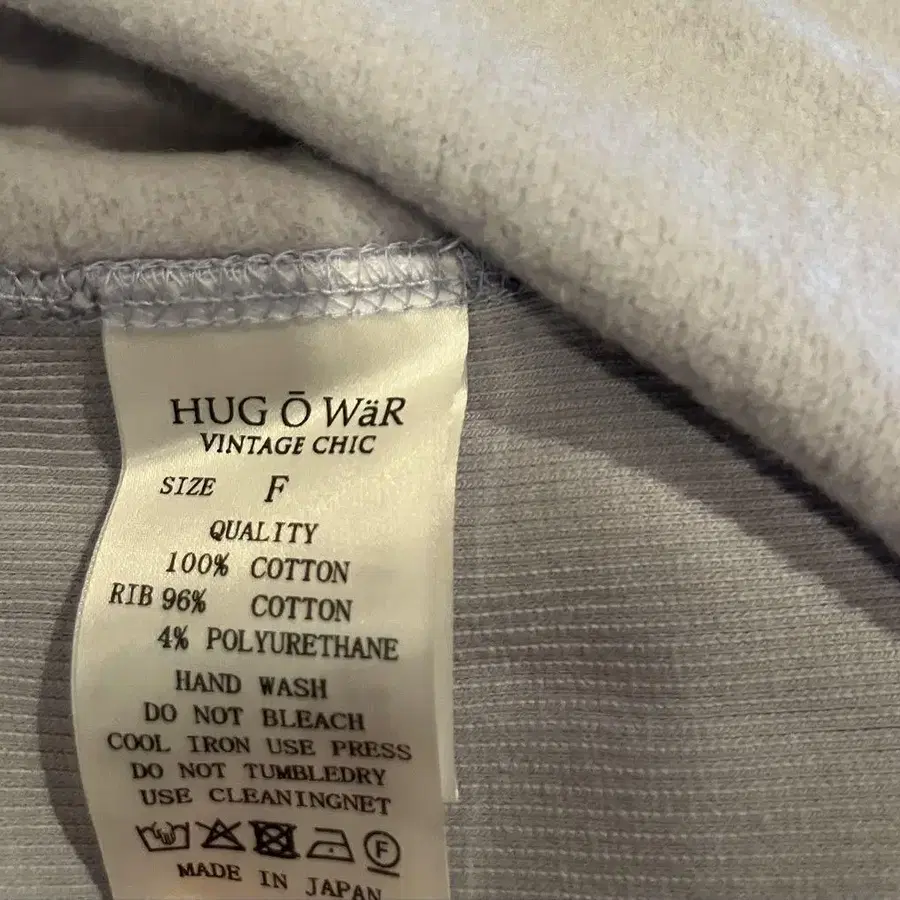 HUG Ō WäR
VINTAGE CHIC
SIZE F
QUALITY
100% COTTON
RIB 96% COTTON
4% POLYURETHANE
HAND WASH
DO NOT BLEACH
COOL IRON USE PRESS
DO NOT TUMBLEDRY
USE CLEANINGNET
F
MADE IN JAPAN